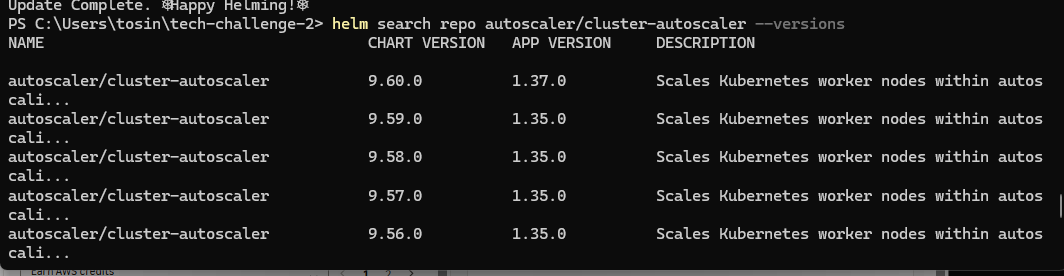 Update Complete. ⎈Happy Helming!⎈
PS C:\Users\tosin\tech-challenge-2> helm search repo autoscaler/cluster-autoscaler --versions
NAME CHART VERSION APP VERSION DESCRIPTION
autoscaler/cluster-autoscaler 9.60.0 1.37.0 Scales Kubernetes worker nodes within autos
cali...
autoscaler/cluster-autoscaler 9.59.0 1.35.0 Scales Kubernetes worker nodes within autos
cali...
autoscaler/cluster-autoscaler 9.58.0 1.35.0 Scales Kubernetes worker nodes within autos
cali...
autoscaler/cluster-autoscaler 9.57.0 1.35.0 Scales Kubernetes worker nodes within autos
cali...
autoscaler/cluster-autoscaler 9.56.0 1.35.0 Scales Kubernetes worker nodes within autos
cali...
Earn AWS credits
1 2